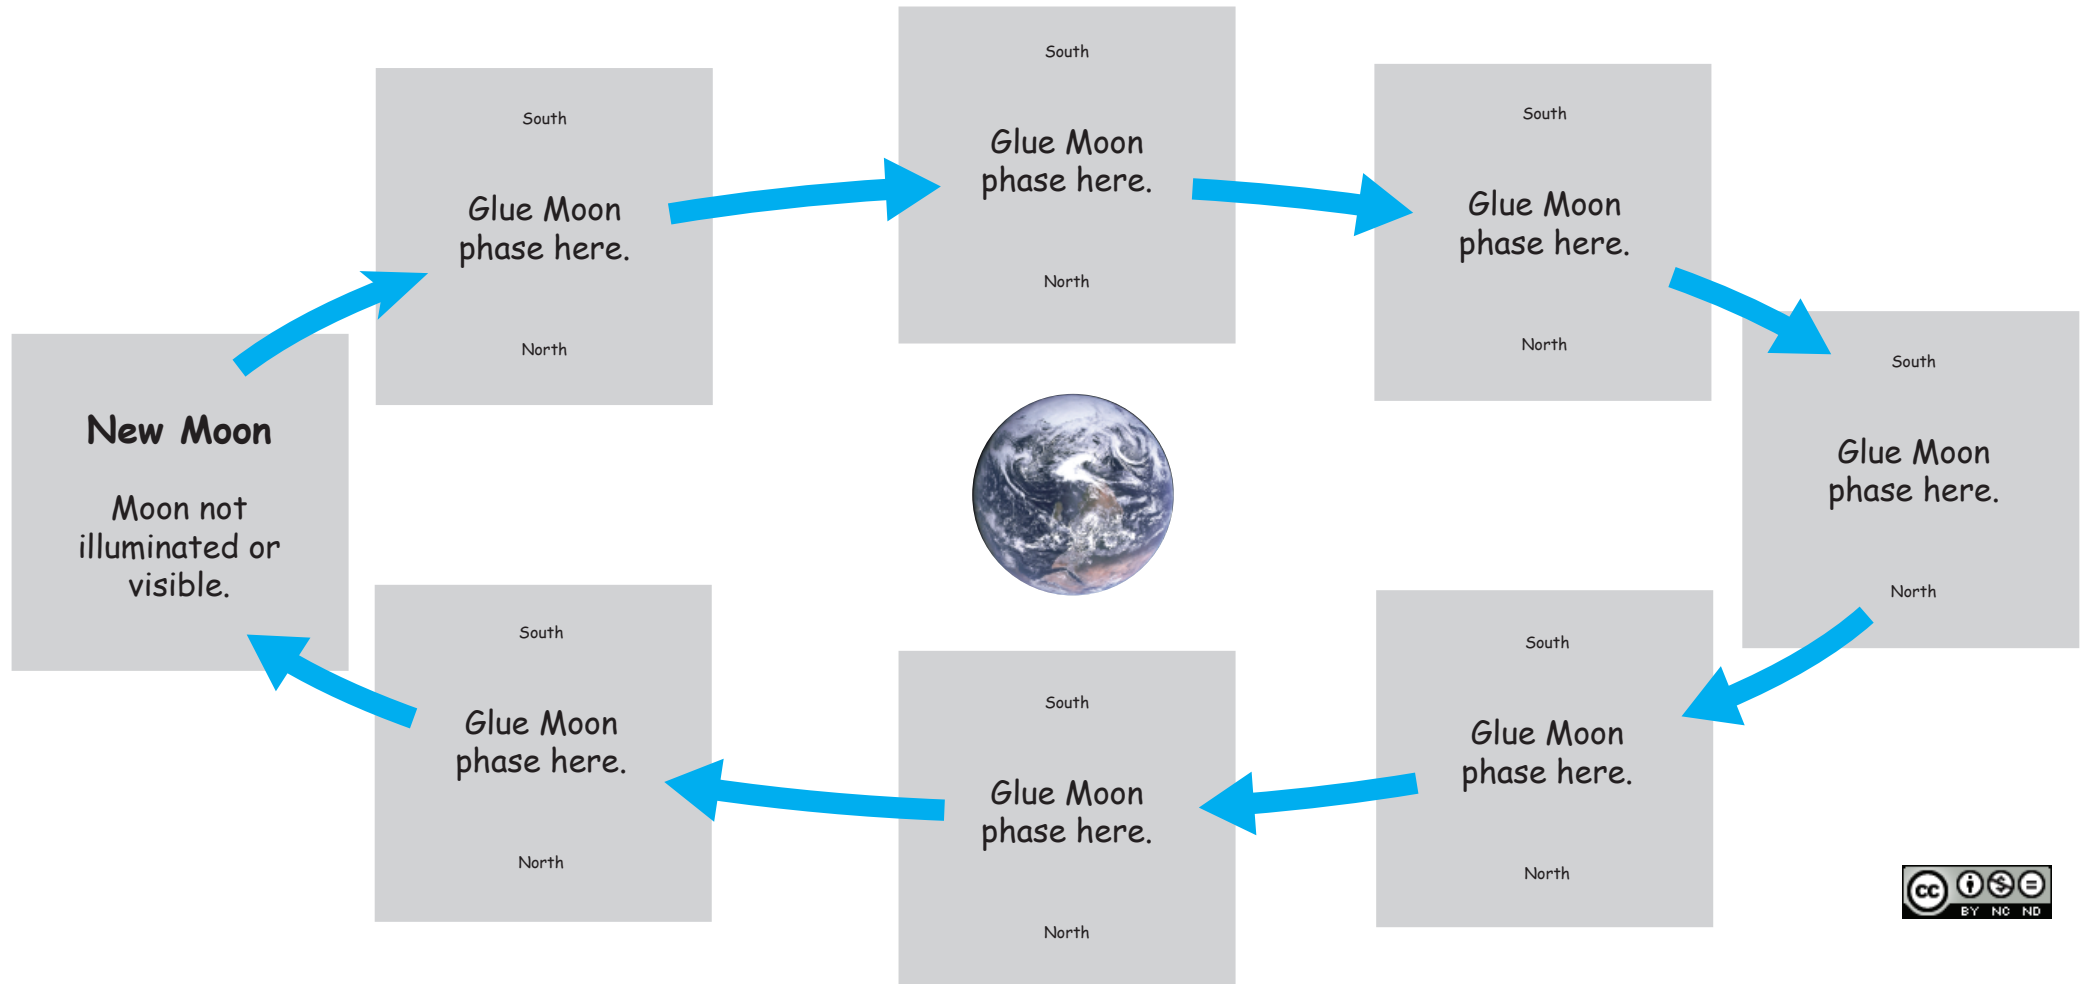 South
Glue Moon
phase here.
North
South
Glue Moon
phase here.
North
South
Glue Moon
phase here.
North
South
Glue Moon
phase here.
North
New Moon
Moon not
illuminated or
visible.
South
Glue Moon
phase here.
North
South
Glue Moon
phase here.
North
South
Glue Moon
phase here.
North
cc
BY NC ND